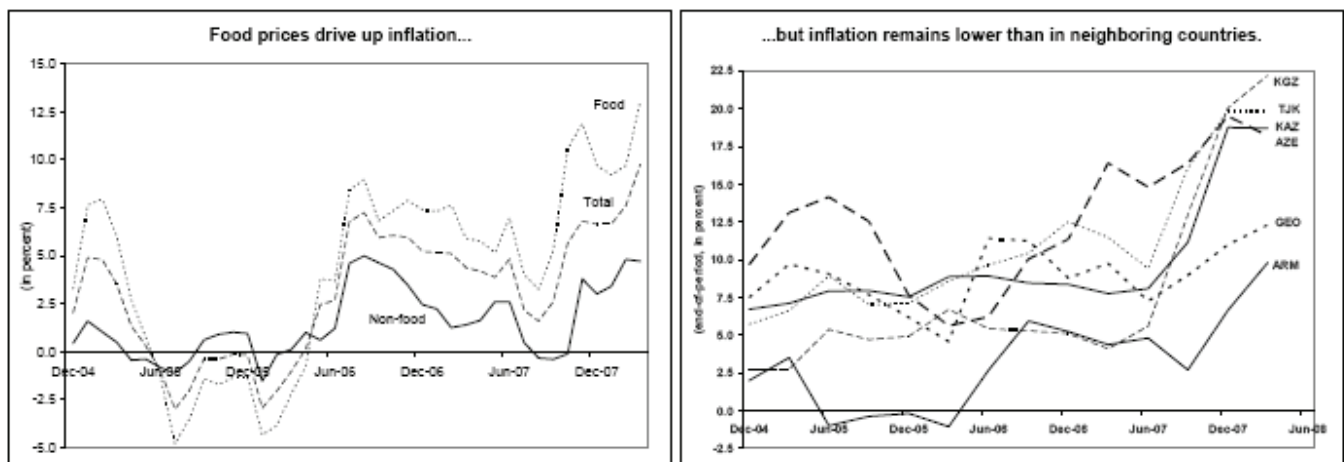 Food prices drive up inflation...
15.0
12.5
10.0
7.5
5.0
2.5
0.0
-2.5
-5.0
(in percent)
Food
Total
Non-food
Dec-04
Jun-05
Dec-05
Jun-06
Dec-06
Jun-07
Dec-07
...but inflation remains lower than in neighboring countries.
22.5
20.0
17.5
15.0
12.5
10.0
7.5
5.0
2.5
0.0
-2.5
(end-of-period, in percent)
KGZ
TJK
KAZ
AZE
GEO
ARM
Dec-04
Jun-05
Dec-05
Jun-06
Dec-06
Jun-07
Dec-07
Jun-08